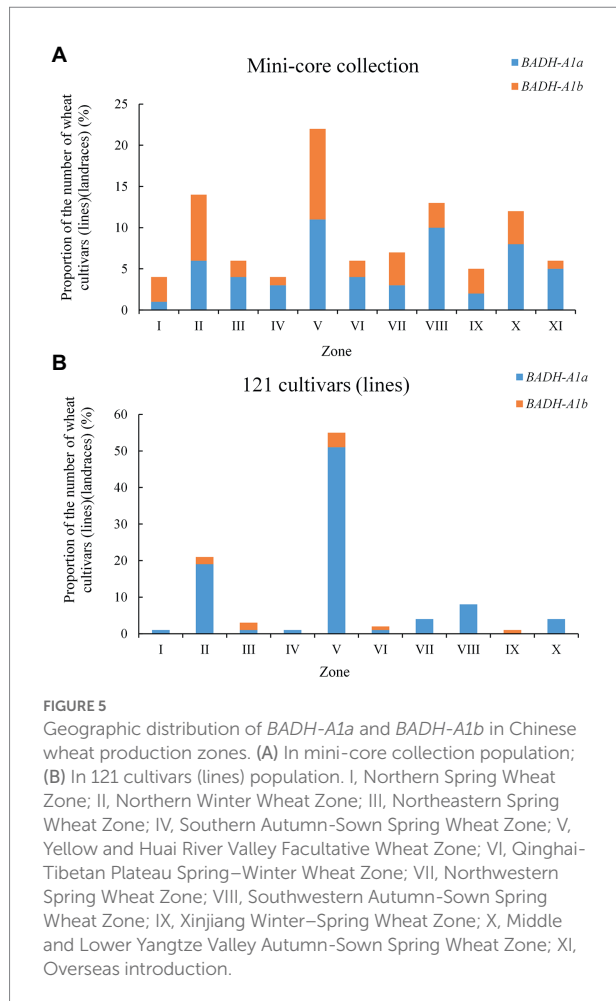 A
Mini-core collection
BADH-A1a
BADH-A1b
Proportion of the number of wheat
cultivars (lines)(landraces) (%)
25
20
15
10
5
0
I II III IV V VI VII VIII IX X XI
Zone
B
121 cultivars (lines)
BADH-A1a
BADH-A1b
Proportion of the number of wheat
cultivars (lines)(landraces) (%)
60
50
40
30
20
10
0
I II III IV V VI VII VIII IX X
Zone
FIGURE 5
Geographic distribution of BADH-A1a and BADH-A1b in Chinese
wheat production zones. (A) In mini-core collection population;
(B) In 121 cultivars (lines) population. I, Northern Spring Wheat
Zone; II, Northern Winter Wheat Zone; III, Northeastern Spring
Wheat Zone; IV, Southern Autumn-Sown Spring Wheat Zone; V,
Yellow and Huai River Valley Facultative Wheat Zone; VI, Qinghai-
Tibetan Plateau Spring–Winter Wheat Zone; VII, Northwestern
Spring Wheat Zone; VIII, Southwestern Autumn-Sown Spring
Wheat Zone; IX, Xinjiang Winter–Spring Wheat Zone; X, Middle
and Lower Yangtze Valley Autumn-Sown Spring Wheat Zone; XI,
Overseas introduction.